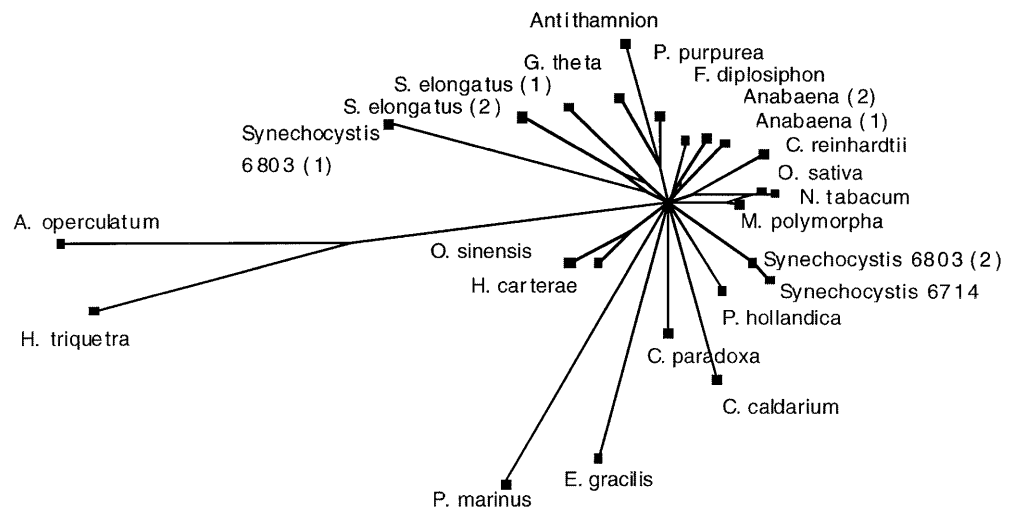 Antithamnion
P. purpurea
G. theta
F. diplosiphon
S. elongatus (1)
Anabaena (2)
S. elongatus (2)
Anabaena (1)
Synechocystis
6803 (1)
C. reinhardtii
O. sativa
N. tabacum
A. operculatum
M. polymorpha
O. sinensis
Synechocystis 6803 (2)
H. carterae
Synechocystis 6714
P. hollandica
H. triquetra
C. paradoxa
C. caldarium
E. gracilis
P. marinus